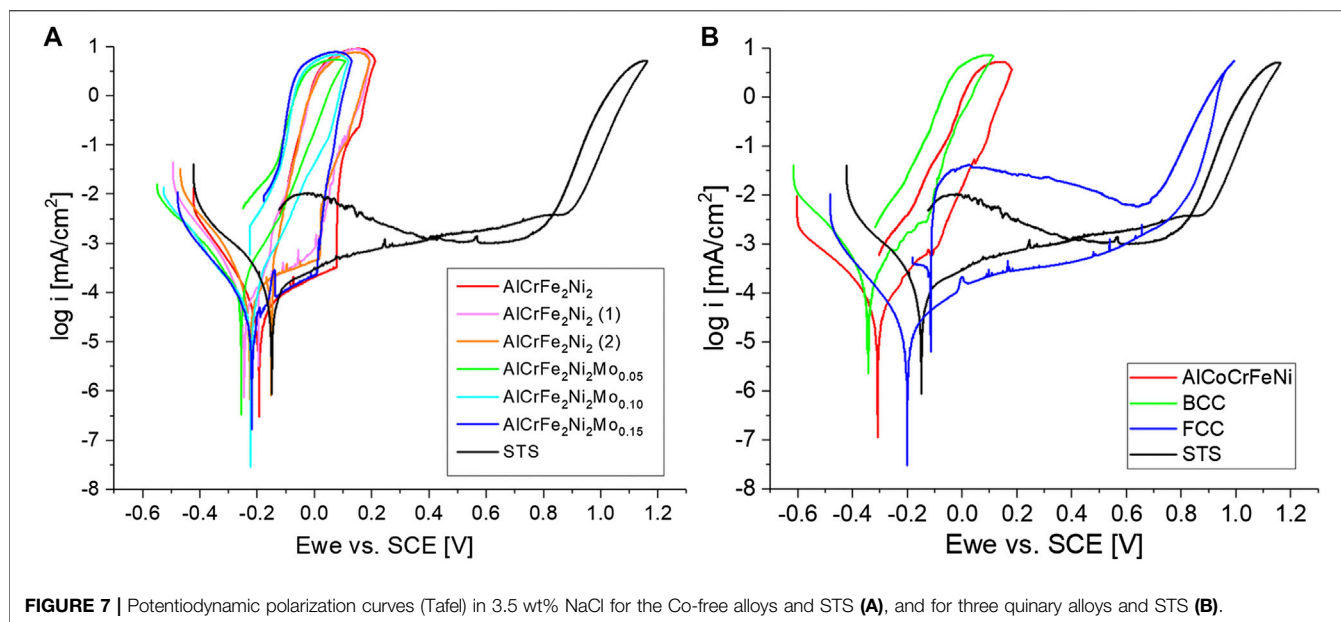 A
B
1
0
-1
-2
-3
-4
-5
-6
-7
-8
log i [mA/cm²]
-0.6 -0.4 -0.2 0.0 0.2 0.4 0.6 0.8 1.0 1.2
Ewe vs. SCE [V]
AlCrFe₂Ni₂
AlCrFe₂Ni₂ (1)
AlCrFe₂Ni₂ (2)
AlCrFe₂Ni₂Mo₀.₀₅
AlCrFe₂Ni₂Mo₀.₁₀
AlCrFe₂Ni₂Mo₀.₁₅
STS
1
0
-1
-2
-3
-4
-5
-6
-7
-8
log i [mA/cm²]
-0.6 -0.4 -0.2 0.0 0.2 0.4 0.6 0.8 1.0 1.2
Ewe vs. SCE [V]
AlCoCrFeNi
BCC
FCC
STS
FIGURE 7 | Potentiodynamic polarization curves (Tafel) in 3.5 wt% NaCl for the Co-free alloys and STS (A), and for three quinary alloys and STS (B).